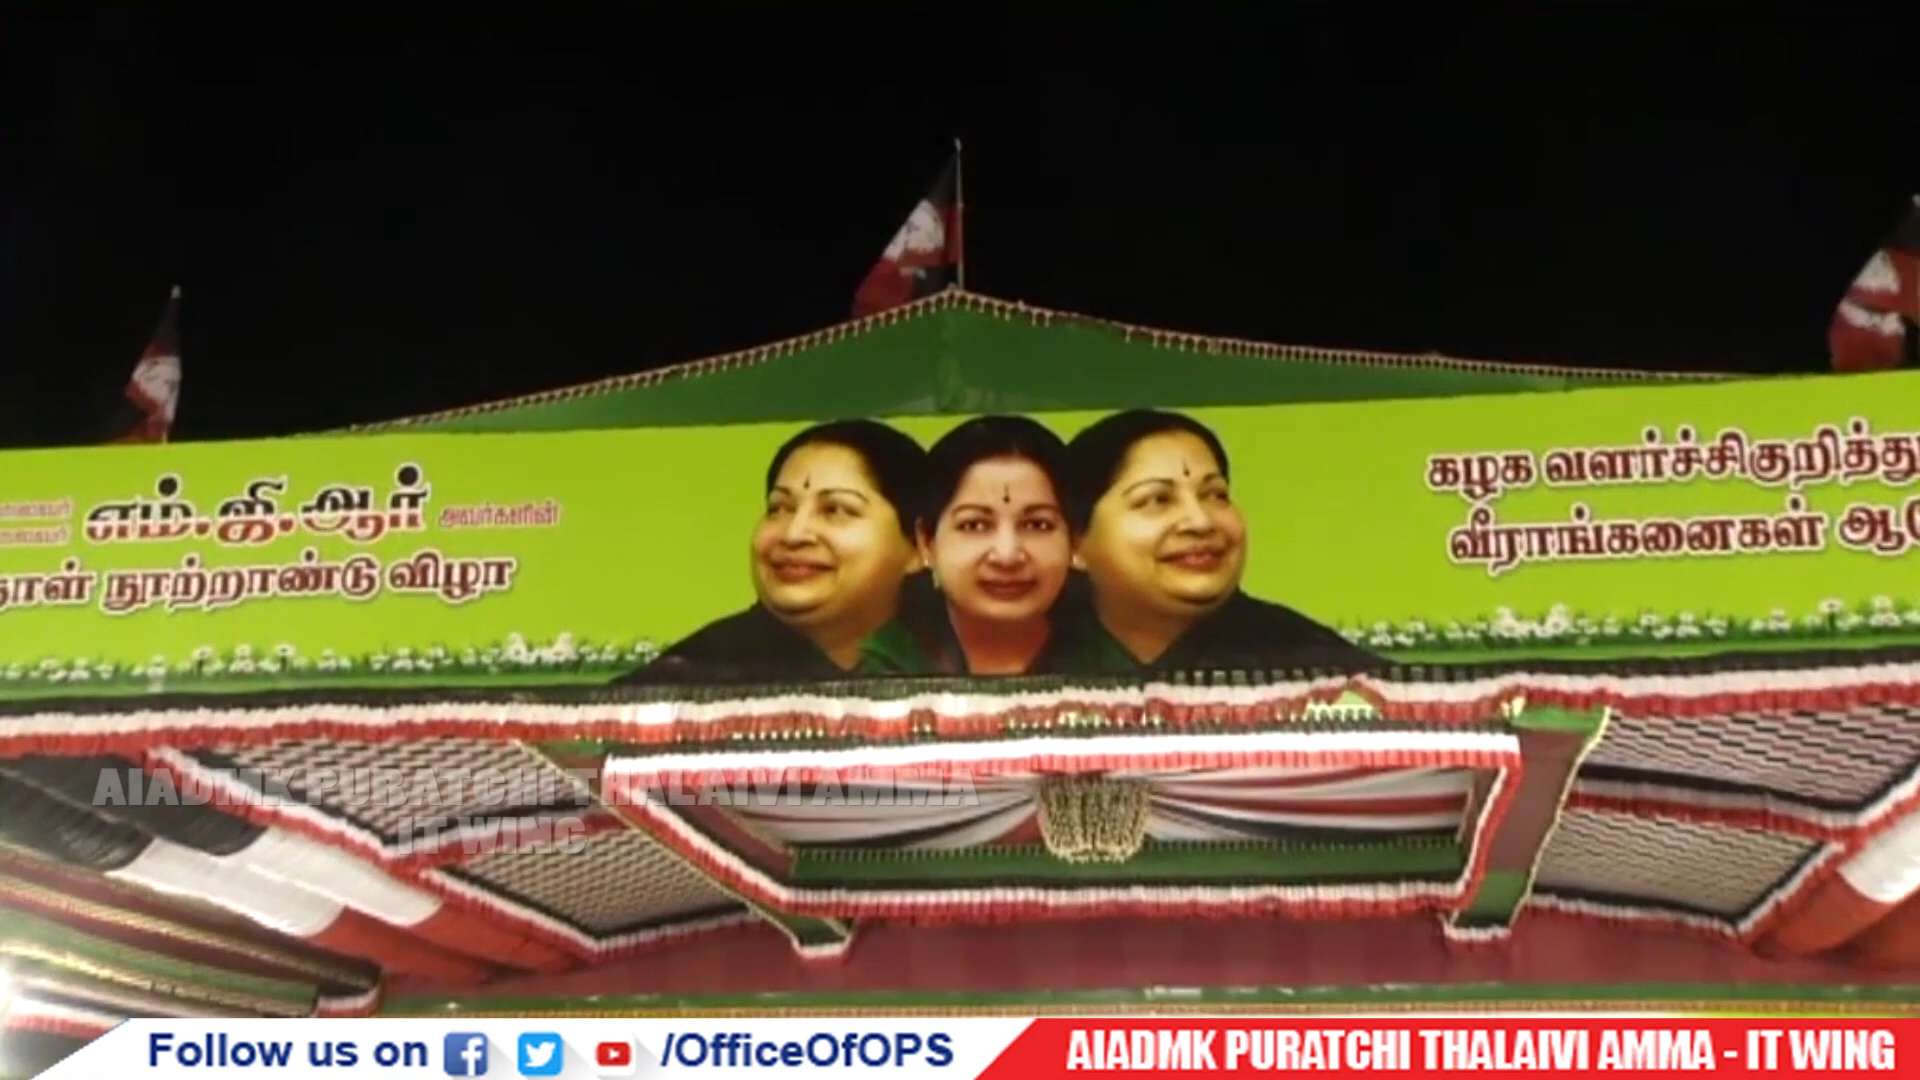 எம்.ஜி.ஆர் அவர்களின்
நூற்றாண்டு விழா
கழக வளர்ச்சிகுறித்து
வீராங்கனைகள்
AIADMK PURATCHI THALAIVI AMMA
IT WING
Follow us on /OfficeOfOPS
AIADMK PURATCHI THALAIVI AMMA - IT WING